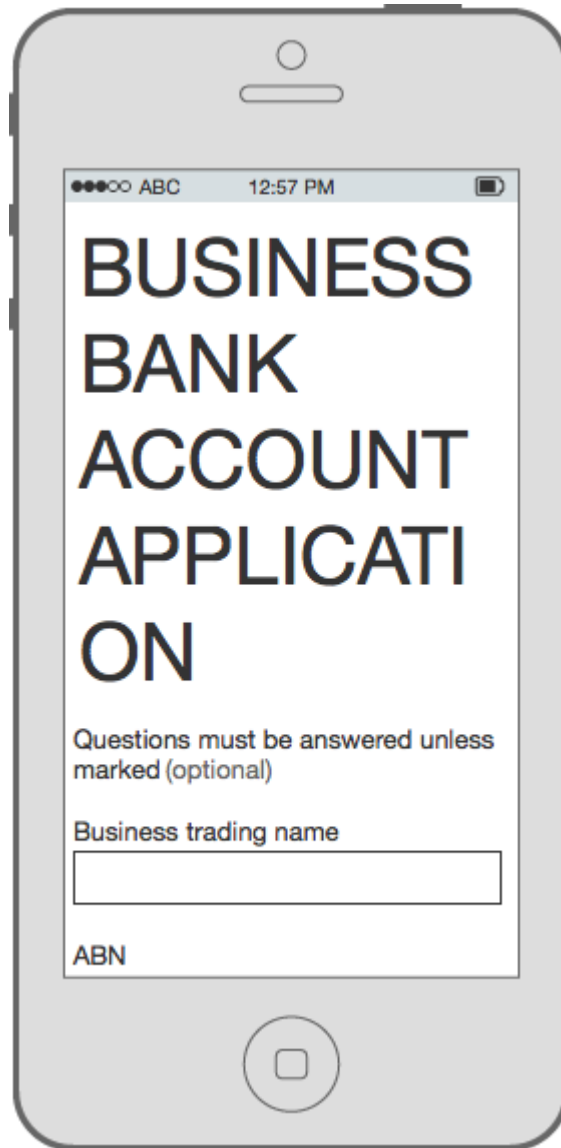 ABC 12:57 PM
BUSINESS
BANK
ACCOUNT
APPLICATI
ON
Questions must be answered unless
marked (optional)
Business trading name
ABN